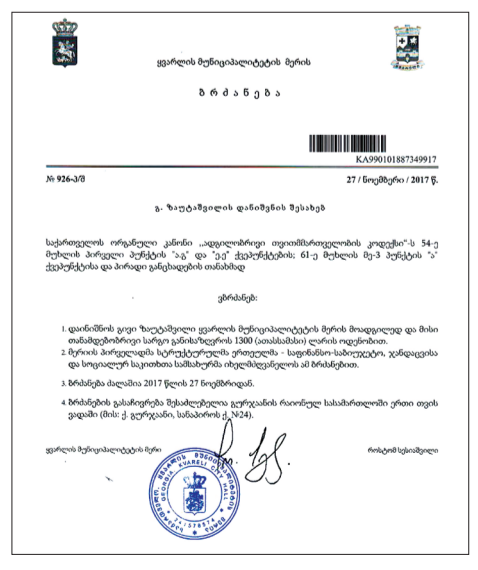 ყვარლის მუნიციპალიტეტის მერის
ბ რ ძ ა ნ ე ბ ა
KA990101887349917
№ 926-პ/მ
27 / ნოემბერი / 2017 წ.
გ. ზაუტაშვილის დანიშვნის შესახებ
საქართველოს ორგანული კანონი ,,ადგილობრივი თვითმმართველობის კოდექსი"-ს 54-ე
მუხლის პირველი პუნქტის "ა.გ" და "ე.ე" ქვეპუნქტების; 61-ე მუხლის მე-3 პუნქტის "ა"
ქვეპუნქტისა და პირადი განცხადების თანახმად
ვბრძანებ:
1. დაინიშნოს გივი ზაუტაშვილი ყვარლის მუნიციპალიტეტის მერის მოადგილედ და მისი
თანამდებობრივი სარგო განისაზღვროს 1300 (ათასსამასი) ლარის ოდენობით.
2. მერიის პირველადმა სტრუქტურულმა ერთეულმა - საფინანსო-საბიუჯეტო, ჯანდაცვისა
და სოციალურ საკითხთა სამსახურმა იხელმძღვანელოს ამ ბრძანებით.
3. ბრძანება ძალაშია 2017 წლის 27 ნოემბრიდან.
4. ბრძანების გასაჩივრება შესაძლებელია გურჯაანის რაიონულ სასამართლოში ერთი თვის
ვადაში (მის: ქ. გურჯაანი, სანაპიროს ქ. №24).
ყვარლის მუნიციპალიტეტის მერი
როსტომ სესიაშვილი
GEORGIA, KVARELI CITY HALL